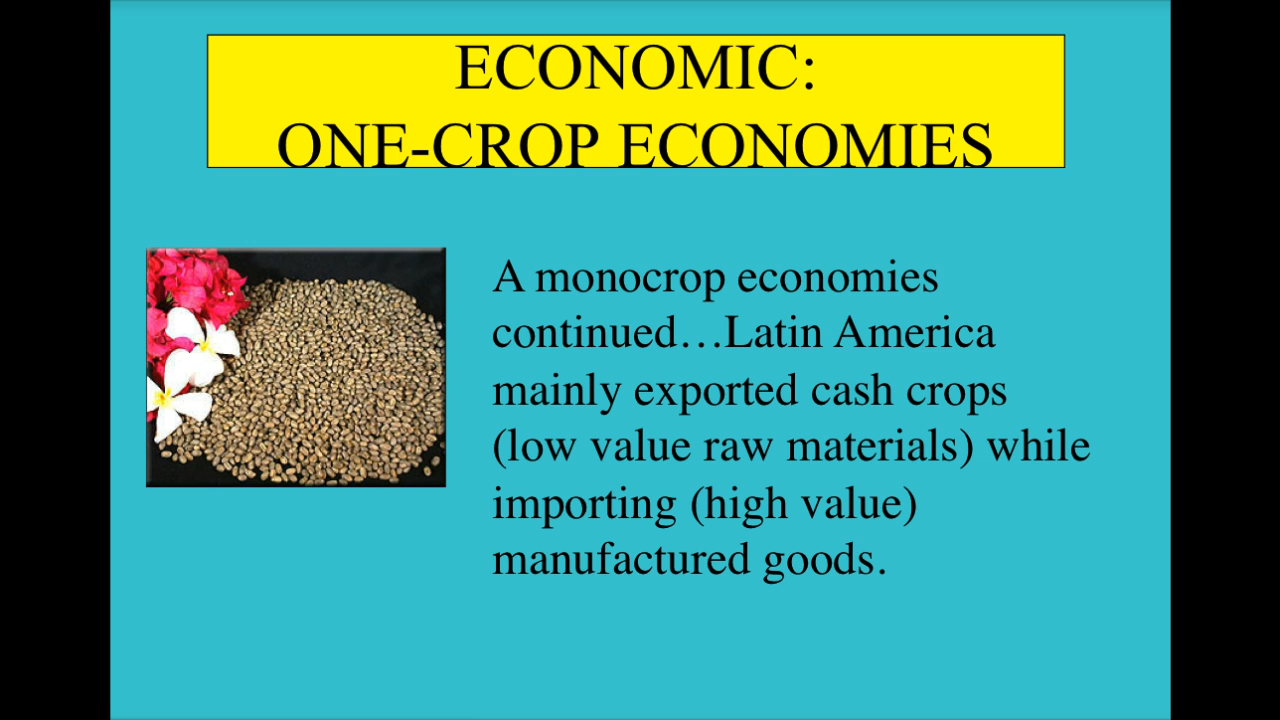 ECONOMIC:
ONE-CROP ECONOMIES
A monocrop economies
continued…Latin America
mainly exported cash crops
(low value raw materials) while
importing (high value)
manufactured goods.